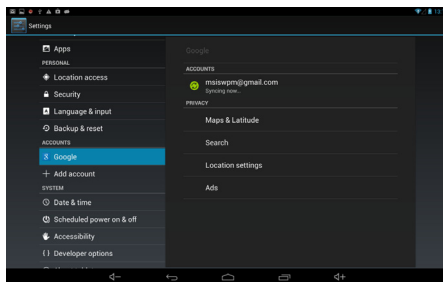 Settings
Apps
PERSONAL
Location access
Security
Language & input
Backup & reset
ACCOUNTS
Google
Add account
SYSTEM
Date & time
Scheduled power on & off
Accessibility
Developer options
Google
ACCOUNTS
msiswpm@gmail.com
Syncing now...
PRIVACY
Maps & Latitude
Search
Location settings
Ads